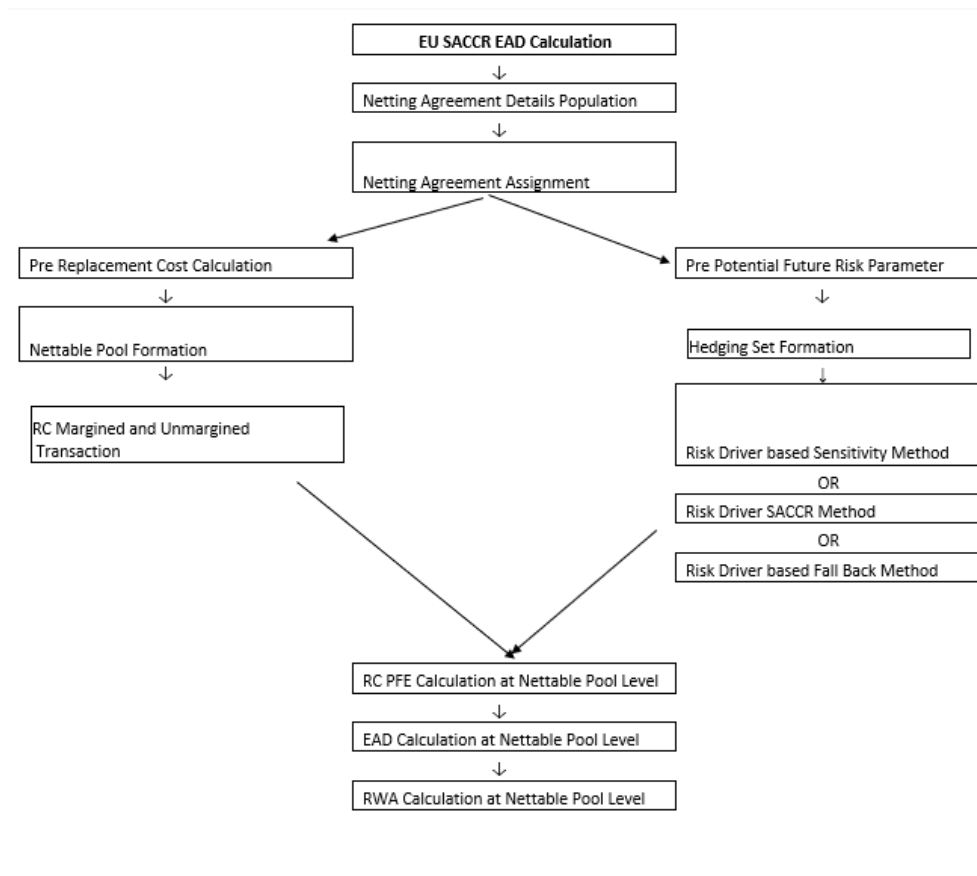 EU SACCR EAD Calculation
Netting Agreement Details Population
Netting Agreement Assignment
Pre Replacement Cost Calculation
Nettable Pool Formation
RC Margined and Unmargined
Transaction
Pre Potential Future Risk Parameter
Hedging Set Formation
Risk Driver based Sensitivity Method
OR
Risk Driver SACCR Method
OR
Risk Driver based Fall Back Method
RC PFE Calculation at Nettable Pool Level
EAD Calculation at Nettable Pool Level
RWA Calculation at Nettable Pool Level